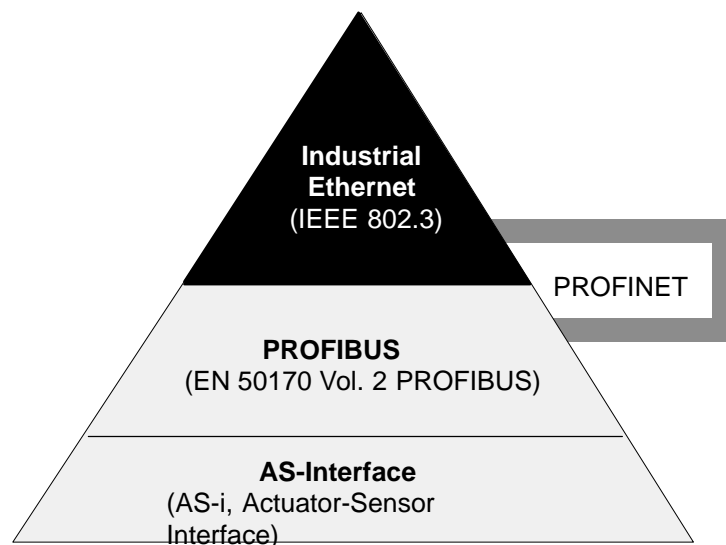 Industrial
Ethernet
(IEEE 802.3)
PROFINET
PROFIBUS
(EN 50170 Vol. 2 PROFIBUS)
AS-Interface
(AS-i, Actuator-Sensor
Interface)